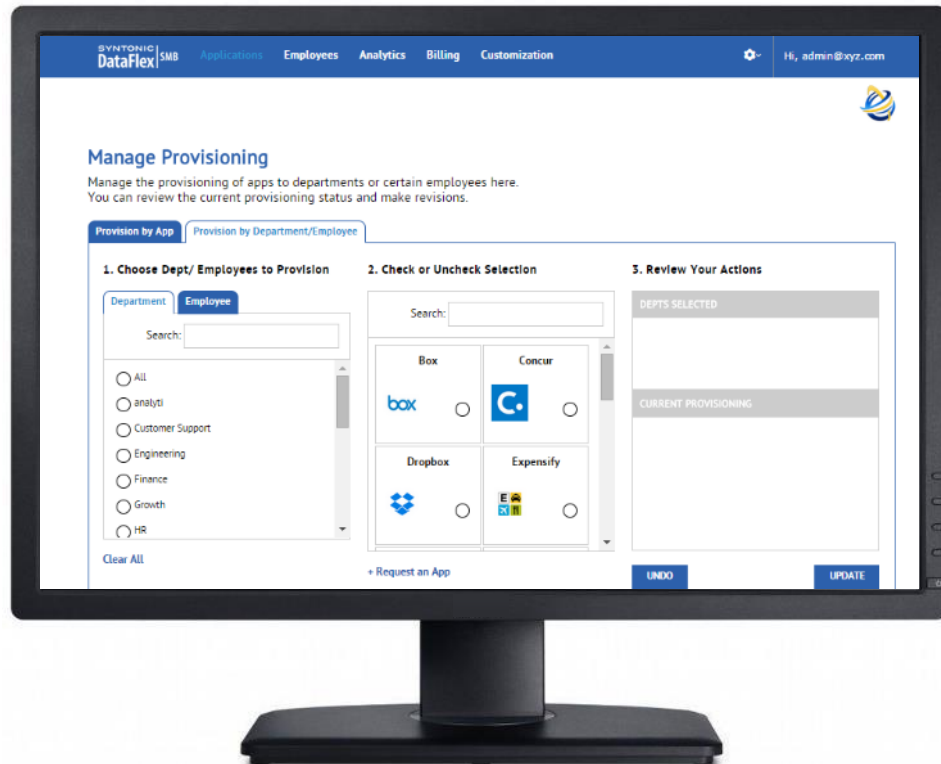 SYNTONIC
DataFlex SMB
Applications Employees Analytics Billing Customization
Hi, admin@xyz.com
Manage Provisioning
Manage the provisioning of apps to departments or certain employees here.
You can review the current provisioning status and make revisions.
Provision by App Provision by Department/Employee
1. Choose Dept/ Employees to Provision
Department Employee
Search:
All
analyti
Customer Support
Engineering
Finance
Growth
HR
Clear All
2. Check or Uncheck Selection
Search:
Box Concur
box C.
Dropbox Expensify
E
+ Request an App
3. Review Your Actions
DEPTS SELECTED
CURRENT PROVISIONING
UNDO UPDATE